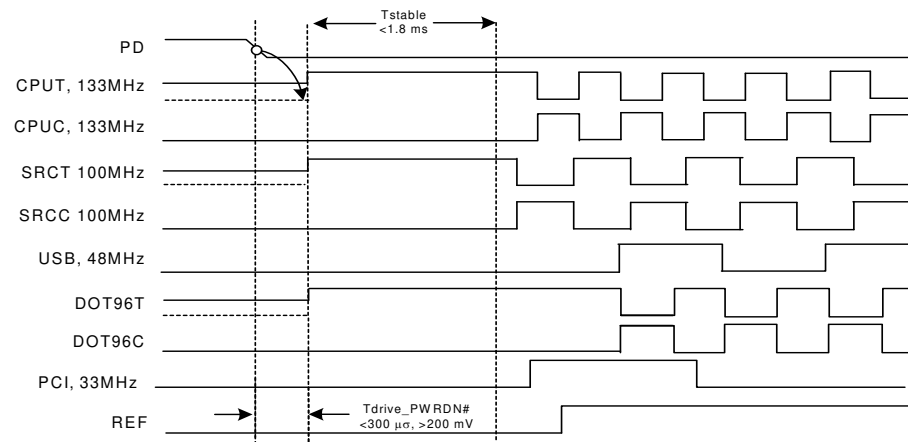 Tstable
<1.8 ms
PD
CPUT, 133MHz
CPUC, 133MHz
SRCT 100MHz
SRCC 100MHz
USB, 48MHz
DOT96T
DOT96C
PCI, 33MHz
Tdrive_PWRDN#
<300 μσ, >200 mV
REF